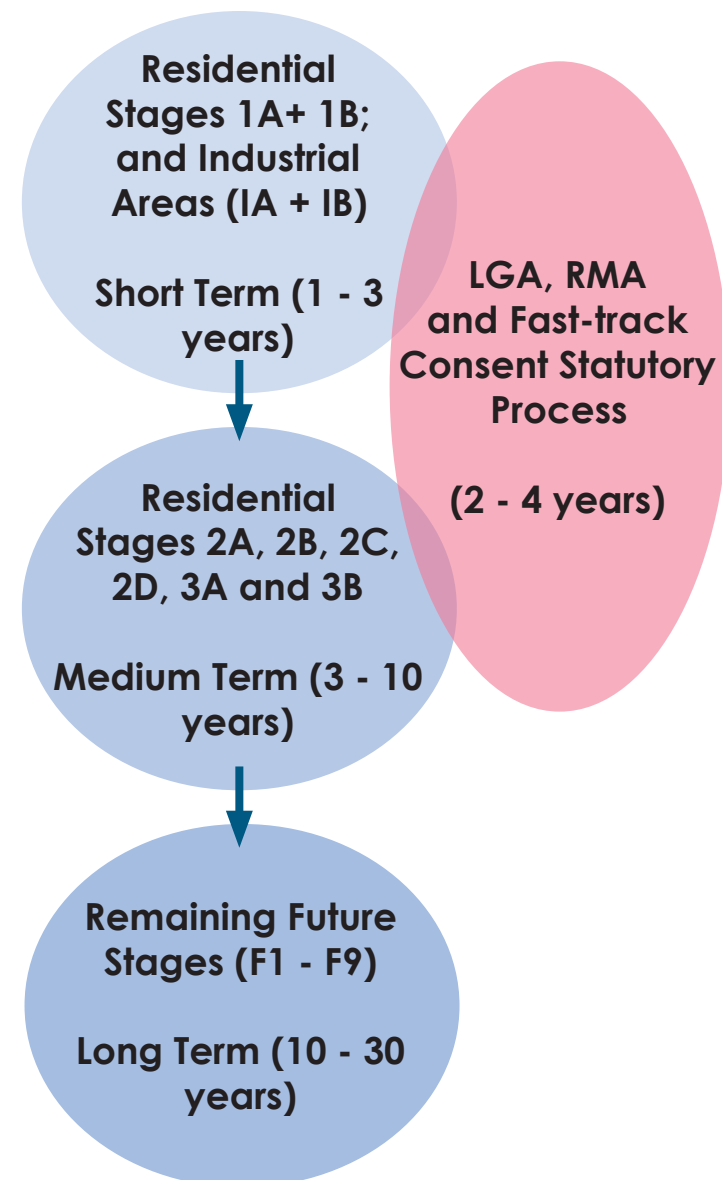 Residential
Stages 1A+ 1B;
and Industrial
Areas (IA + IB)
Short Term (1 - 3
years)
LGA, RMA
and Fast-track
Consent Statutory
Process
(2 - 4 years)
Residential
Stages 2A, 2B, 2C,
2D, 3A and 3B
Medium Term (3 - 10
years)
Remaining Future
Stages (F1 - F9)
Long Term (10 - 30
years)